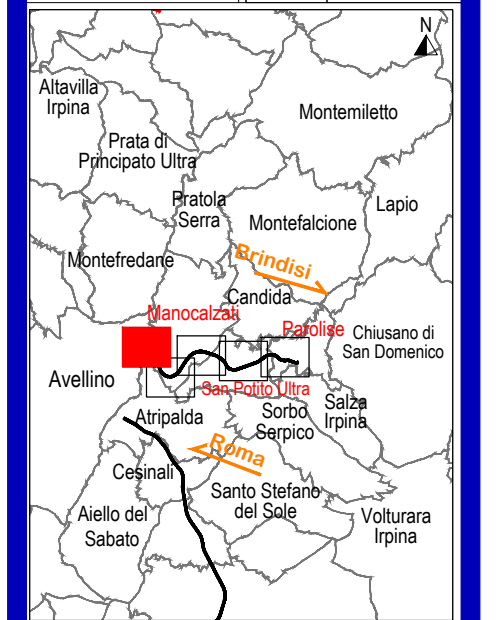 N
Altavilla
Irpina
Montemiletto
Prata di
Principato Ultra
Pratola
Serra
Lapio
Montefalcione
Montefredane
Brindisi
Candida
Manocalzati
Parolise
Chiusano di
San Domenico
Avellino
San Potito Ultra
Atripalda
Sorbo
Serpico
Salza
Irpina
Roma
Cesinali
Santo Stefano
del Sole
Aiello del
Sabato
Volturara
Irpina